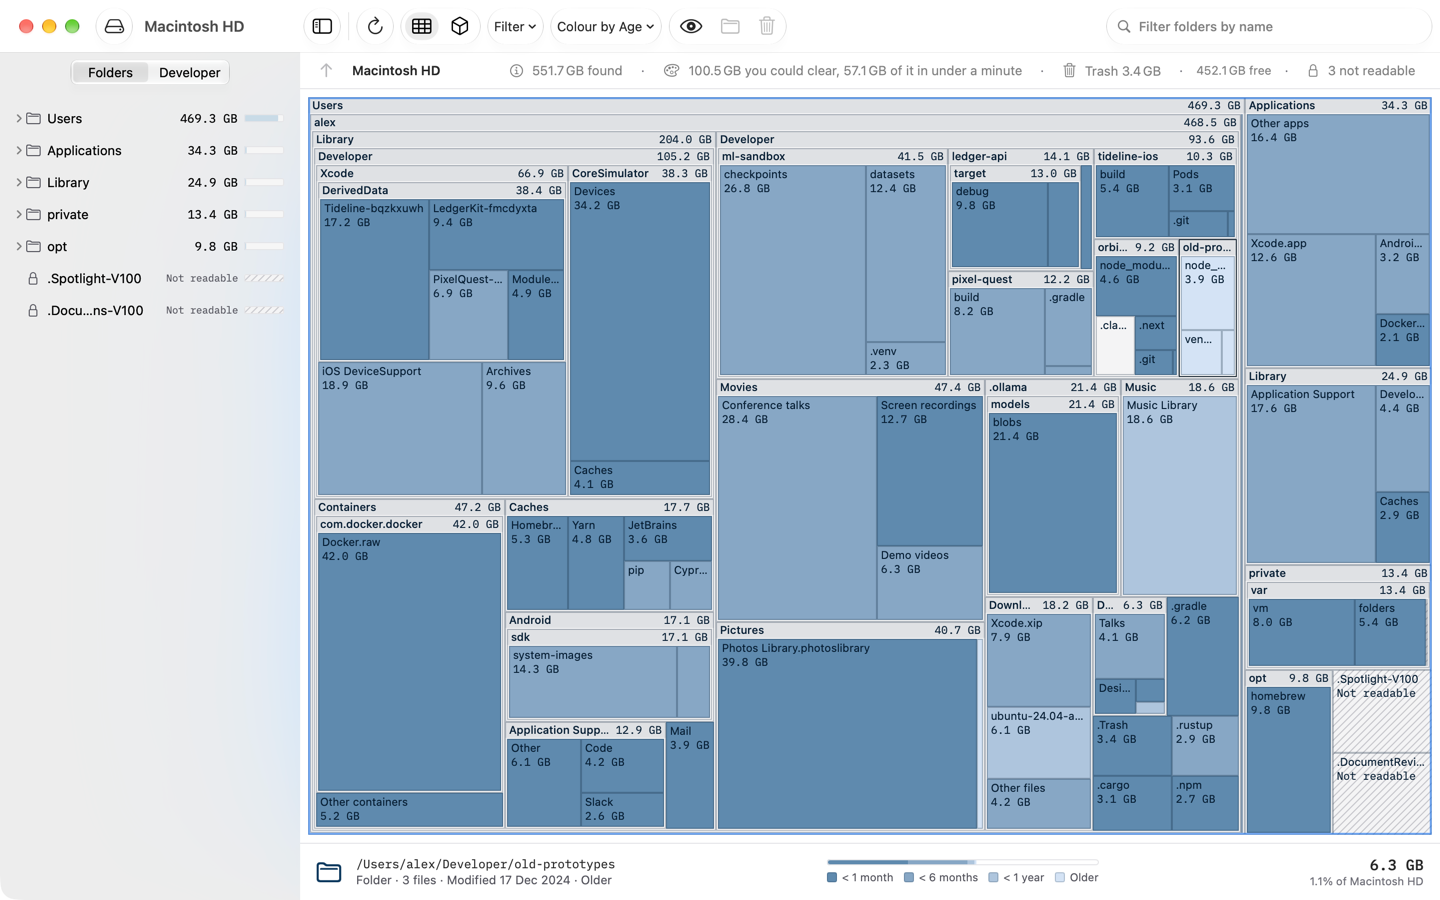 Macintosh HD
Filter
Colour by Age
Filter folders by name
Folders
Developer
Macintosh HD
551.7 GB found
·
100.5 GB you could clear, 57.1 GB of it in under a minute
·
Trash 3.4 GB
·
452.1 GB free
·
3 not readable
Users 469.3 GB
Applications 34.3 GB
Library 24.9 GB
private 13.4 GB
opt 9.8 GB
.Spotlight-V100 Not readable
.Docu...ns-V100 Not readable
Users 469.3 GB
alex 468.5 GB
Library 204.0 GB
Developer 105.2 GB
Xcode 66.9 GB
DerivedData 38.4 GB
Tideline-bqzkxuwh
17.2 GB
LedgerKit-fmcdyxta
9.4 GB
PixelQuest-...
6.9 GB
Module...
4.9 GB
iOS DeviceSupport
18.9 GB
Archives
9.6 GB
CoreSimulator 38.3 GB
Devices
34.2 GB
Caches
4.1 GB
Containers 47.2 GB
com.docker.docker 42.0 GB
Docker.raw
42.0 GB
Other containers
5.2 GB
Caches 17.7 GB
Homebr...
5.3 GB
Yarn
4.8 GB
JetBrains
3.6 GB
pip
Cypr...
Android 17.1 GB
sdk 17.1 GB
system-images
14.3 GB
Application Supp... 12.9 GB
Other
6.1 GB
Code
4.2 GB
Slack
2.6 GB
Mail
3.9 GB
Developer 93.6 GB
ml-sandbox 41.5 GB
checkpoints
26.8 GB
datasets
12.4 GB
.venv
2.3 GB
ledger-api 14.1 GB
target 13.0 GB
debug
9.8 GB
pixel-quest 12.2 GB
build
8.2 GB
.gradle
tideline-ios 10.3 GB
build
5.4 GB
Pods
3.1 GB
.git
orbi... 9.2 GB
node_modu...
4.6 GB
.cla...
.next
.git
old-pro...
node_...
3.9 GB
ven...
Movies 47.4 GB
Conference talks
28.4 GB
Screen recordings
12.7 GB
Demo videos
6.3 GB
Pictures 40.7 GB
Photos Library.photoslibrary
39.8 GB
.ollama 21.4 GB
models 21.4 GB
blobs
21.4 GB
Music 18.6 GB
Music Library
18.6 GB
Downl... 18.2 GB
Xcode.xip
7.9 GB
ubuntu-24.04-a...
6.1 GB
Other files
4.2 GB
D... 6.3 GB
Talks
4.1 GB
Desi...
.gradle
6.2 GB
.Trash
3.4 GB
.rustup
2.9 GB
.cargo
3.1 GB
.npm
2.7 GB
Applications 34.3 GB
Other apps
16.4 GB
Xcode.app
12.6 GB
Androi...
3.2 GB
Docker...
2.1 GB
Library 24.9 GB
Application Support
17.6 GB
Develo...
4.4 GB
Caches
2.9 GB
private 13.4 GB
var 13.4 GB
vm
8.0 GB
folders
5.4 GB
opt 9.8 GB
homebrew
9.8 GB
.Spotlight-V100
Not readable
.DocumentRevi...
Not readable
/Users/alex/Developer/old-prototypes
Folder · 3 files · Modified 17 Dec 2024 · Older
< 1 month
< 6 months
< 1 year
Older
6.3 GB
1.1% of Macintosh HD